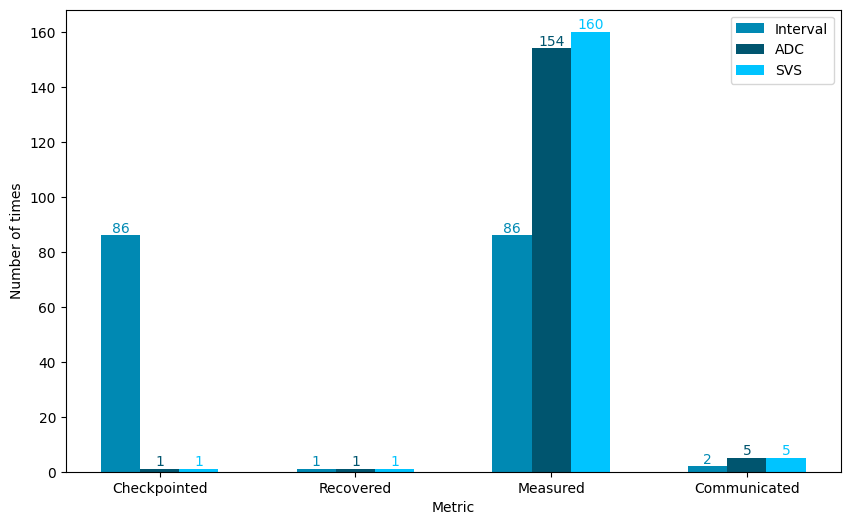 Interval
ADC
SVS
Number of times
160
140
120
100
80
60
40
20
0
86
1
1
1
1
1
86
154
160
2
5
5
Checkpointed
Recovered
Measured
Communicated
Metric